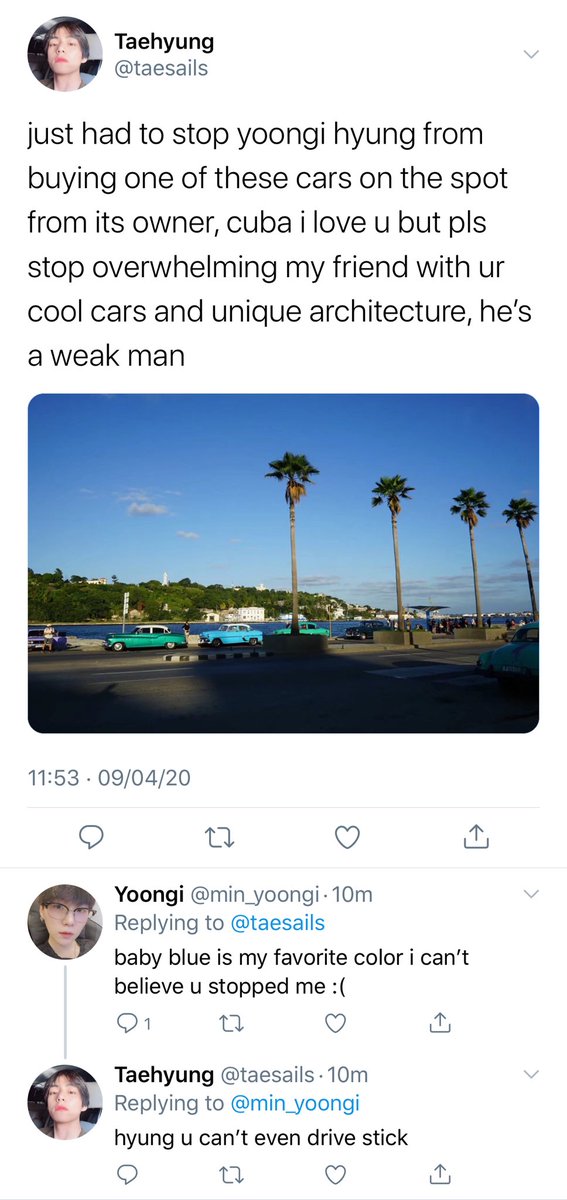 Taehyung
@taesails
just had to stop yoongi hyung from
buying one of these cars on the spot
from its owner, cuba i love u but pls
stop overwhelming my friend with ur
cool cars and unique architecture, he’s
a weak man
11:53 · 09/04/20
Yoongi @min_yoongi · 10m
Replying to @taesails
baby blue is my favorite color i can’t
believe u stopped me :(
1
Taehyung @taesails · 10m
Replying to @min_yoongi
hyung u can’t even drive stick